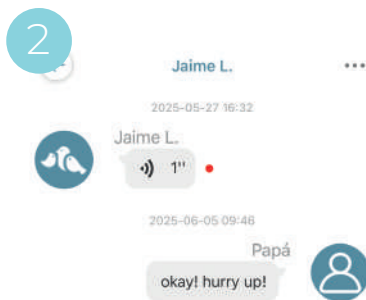 2
Jaime L.
2025-05-27 16:32
Jaime L.
1"
2025-06-05 09:46
Papá
okay! hurry up!